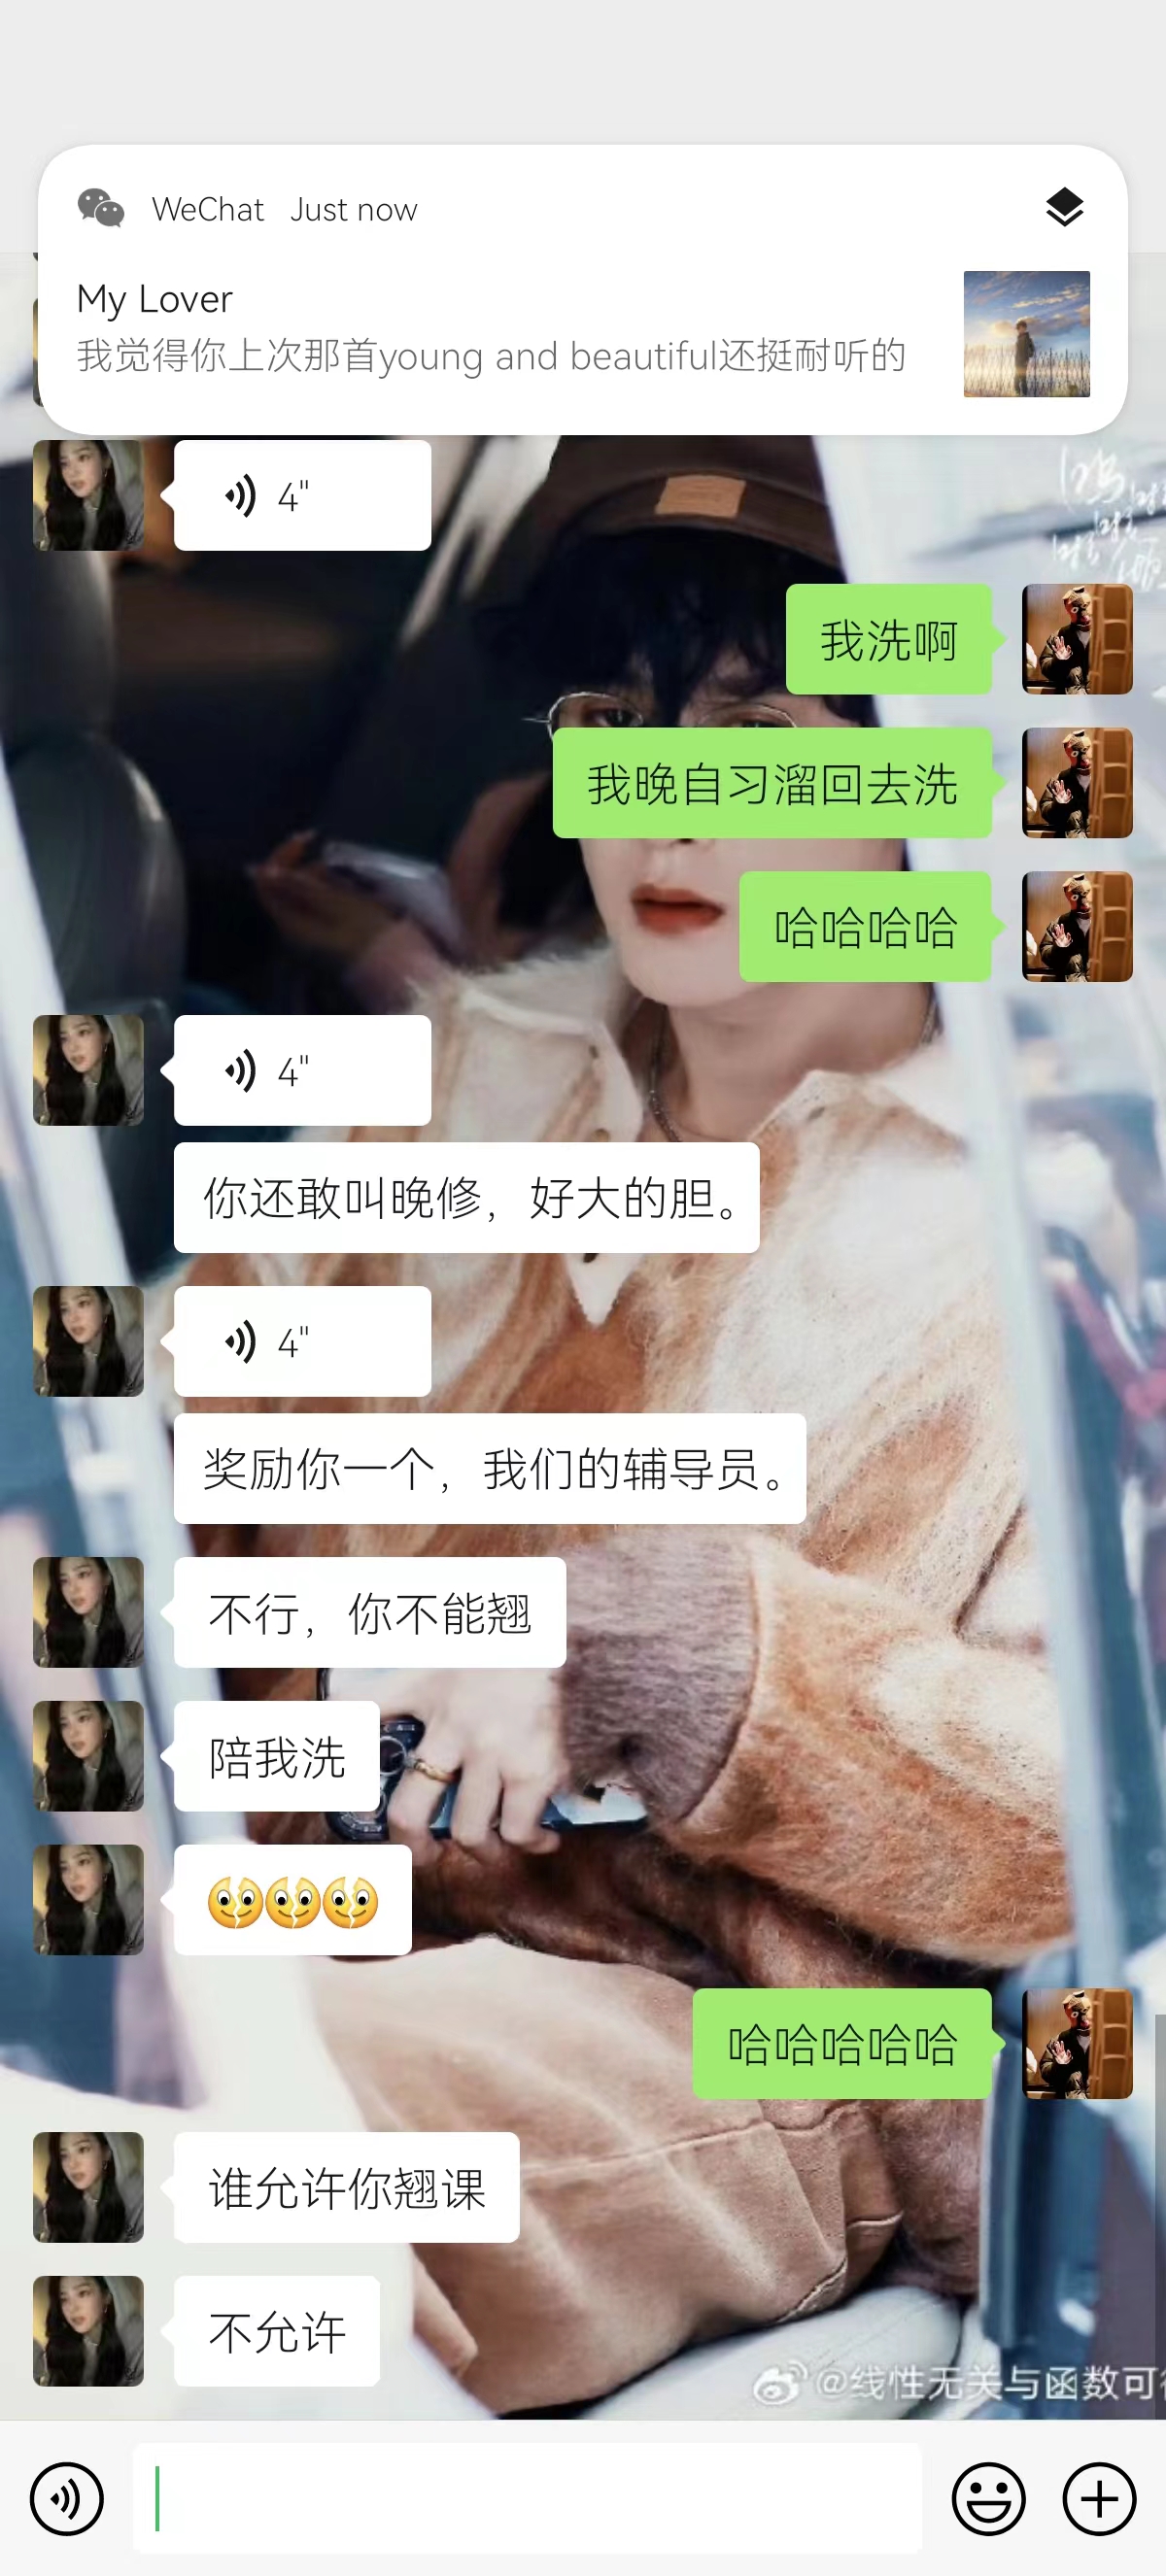 WeChat Just now
My Lover
我觉得你上次那首young and beautiful还挺耐听的
4"
我洗啊
我晚自习溜回去洗
哈哈哈哈
4"
你还敢叫晚修，好大的胆。
4"
奖励你一个，我们的辅导员。
不行，你不能翘
陪我洗
哈哈哈哈哈
谁允许你翘课
不允许
@线性无关与函数可